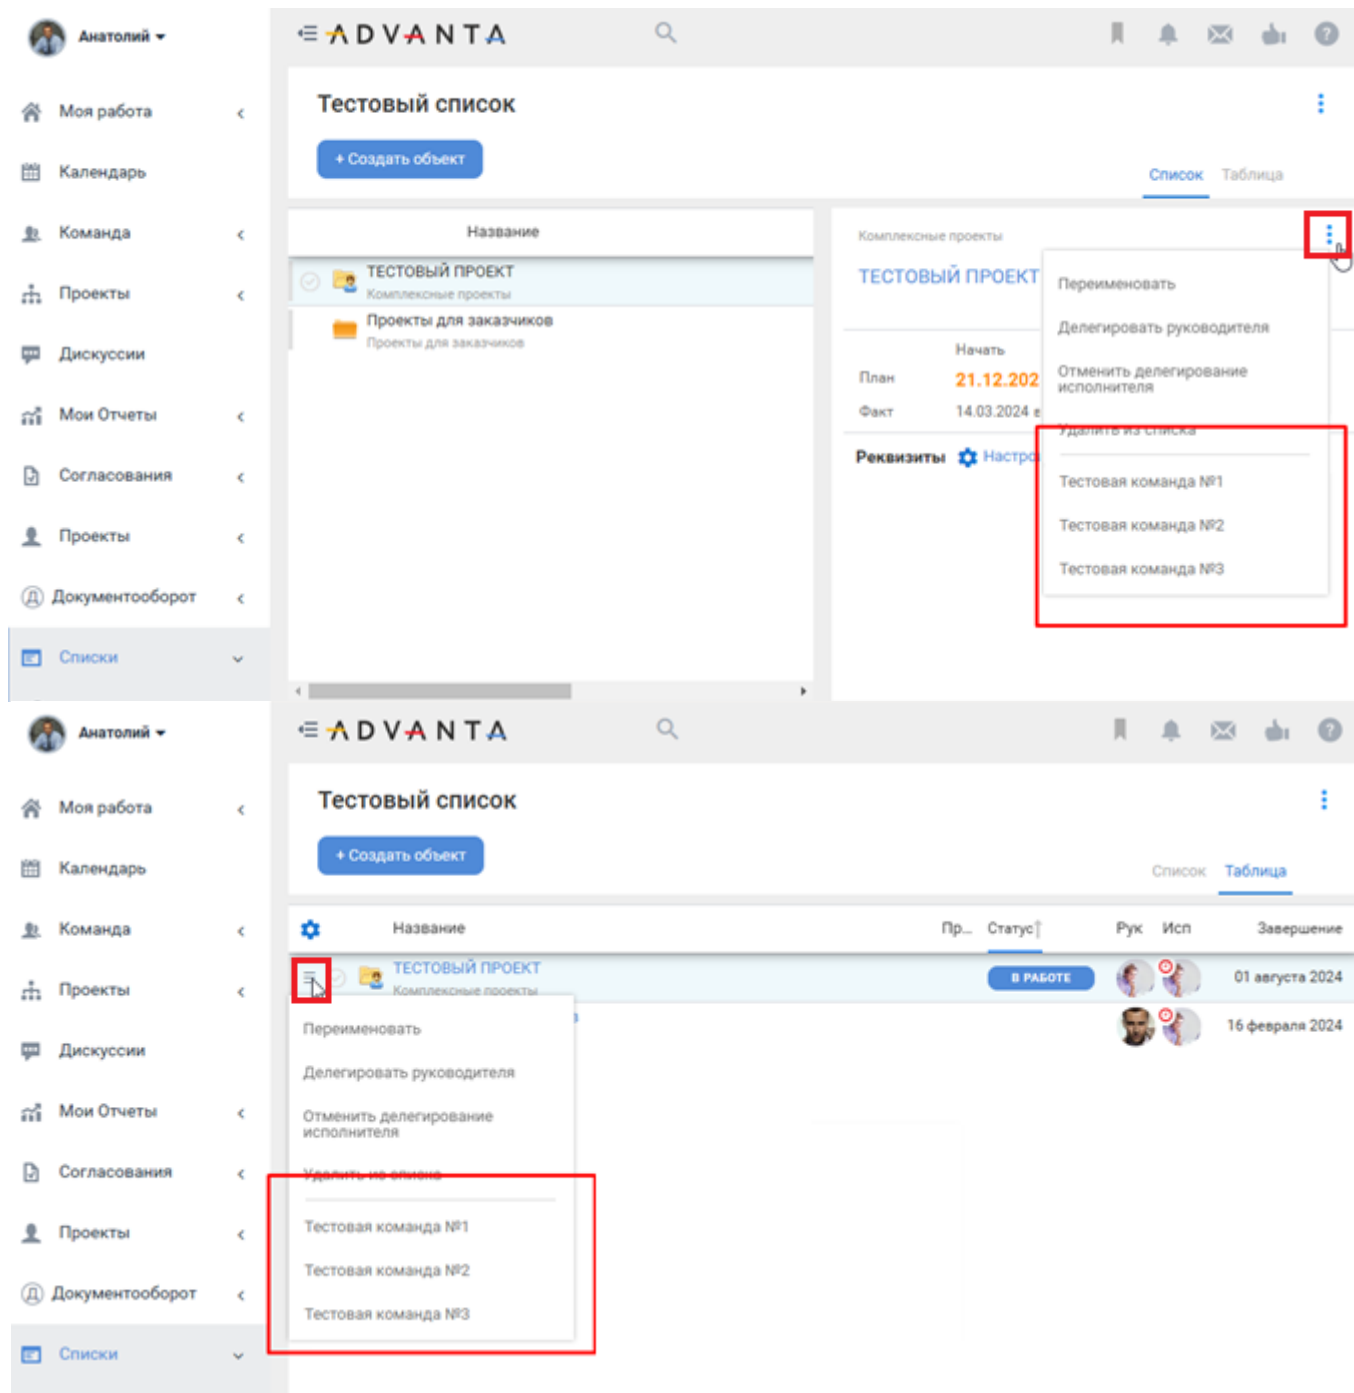 Анатолий
ADVANTA
Моя работа
Календарь
Команда
Проекты
Дискуссии
Мои Отчеты
Согласования
Проекты
Документооборот
Списки
Тестовый список
+ Создать объект
Список Таблица
Название
ТЕСТОВЫЙ ПРОЕКТ
Комплексные проекты
Проекты для заказчиков
Проекты для заказчиков
Комплексные проекты
ТЕСТОВЫЙ ПРОЕКТ
Начать
План 21.12.202
Факт 14.03.2024 в
Реквизиты Настро
Переименовать
Делегировать руководителя
Отменить делегирование
исполнителя
Удалить из списка
Тестовая команда №1
Тестовая команда №2
Тестовая команда №3
Анатолий
ADVANTA
Моя работа
Календарь
Команда
Проекты
Дискуссии
Мои Отчеты
Согласования
Проекты
Документооборот
Списки
Тестовый список
+ Создать объект
Список Таблица
Название Пр... Статус Рук Исп Завершение
ТЕСТОВЫЙ ПРОЕКТ
Комплексные проекты
В РАБОТЕ 01 августа 2024
16 февраля 2024
Переименовать
Делегировать руководителя
Отменить делегирование
исполнителя
Удалить из списка
Тестовая команда №1
Тестовая команда №2
Тестовая команда №3